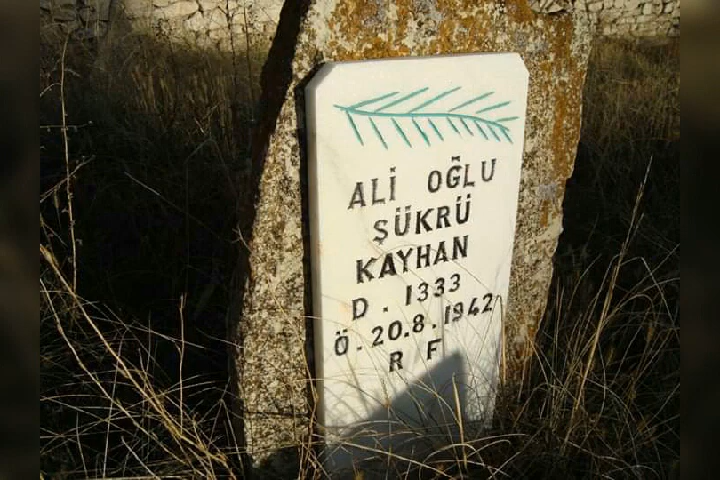 ALİ OĞLU
ŞÜKRÜ
KAYHAN
D . 1333
Ö . 20.8.1942
R F